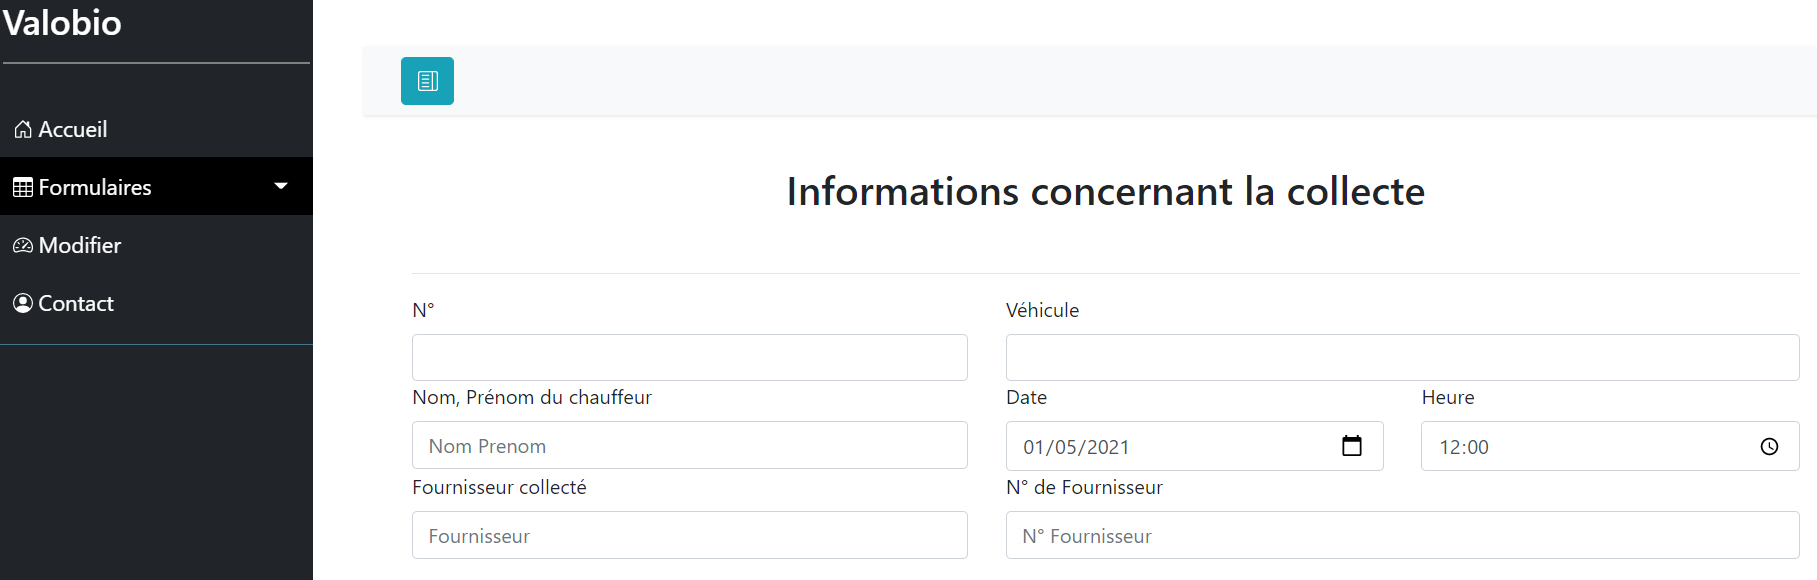 Valobio
Accueil
Formulaires
Modifier
Contact
Informations concernant la collecte
N°
Véhicule
Nom, Prénom du chauffeur
Date
Heure
Nom Prenom
01/05/2021
12:00
Fournisseur collecté
N° de Fournisseur
Fournisseur
N° Fournisseur